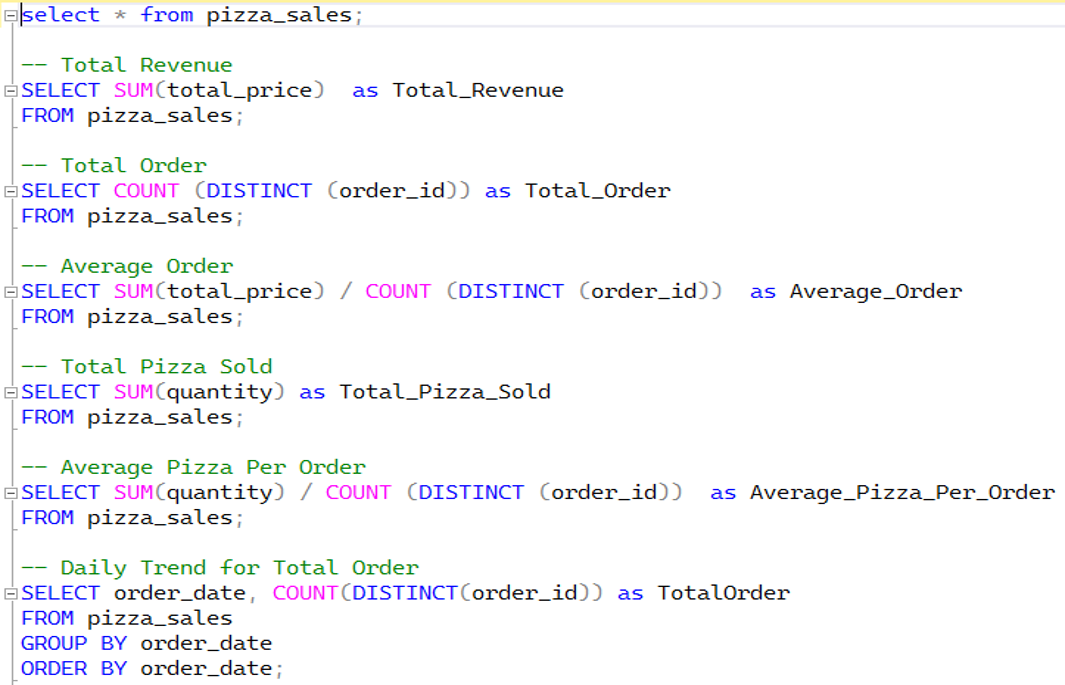 select * from pizza_sales;
-- Total Revenue
SELECT SUM(total_price)  as Total_Revenue
FROM pizza_sales;
-- Total Order
SELECT COUNT (DISTINCT (order_id)) as Total_Order
FROM pizza_sales;
-- Average Order
SELECT SUM(total_price) / COUNT (DISTINCT (order_id))  as Average_Order
FROM pizza_sales;
-- Total Pizza Sold
SELECT SUM(quantity) as Total_Pizza_Sold
FROM pizza_sales;
-- Average Pizza Per Order
SELECT SUM(quantity) / COUNT (DISTINCT (order_id))  as Average_Pizza_Per_Order
FROM pizza_sales;
-- Daily Trend for Total Order
SELECT order_date, COUNT(DISTINCT(order_id)) as TotalOrder
FROM pizza_sales
GROUP BY order_date
ORDER BY order_date;